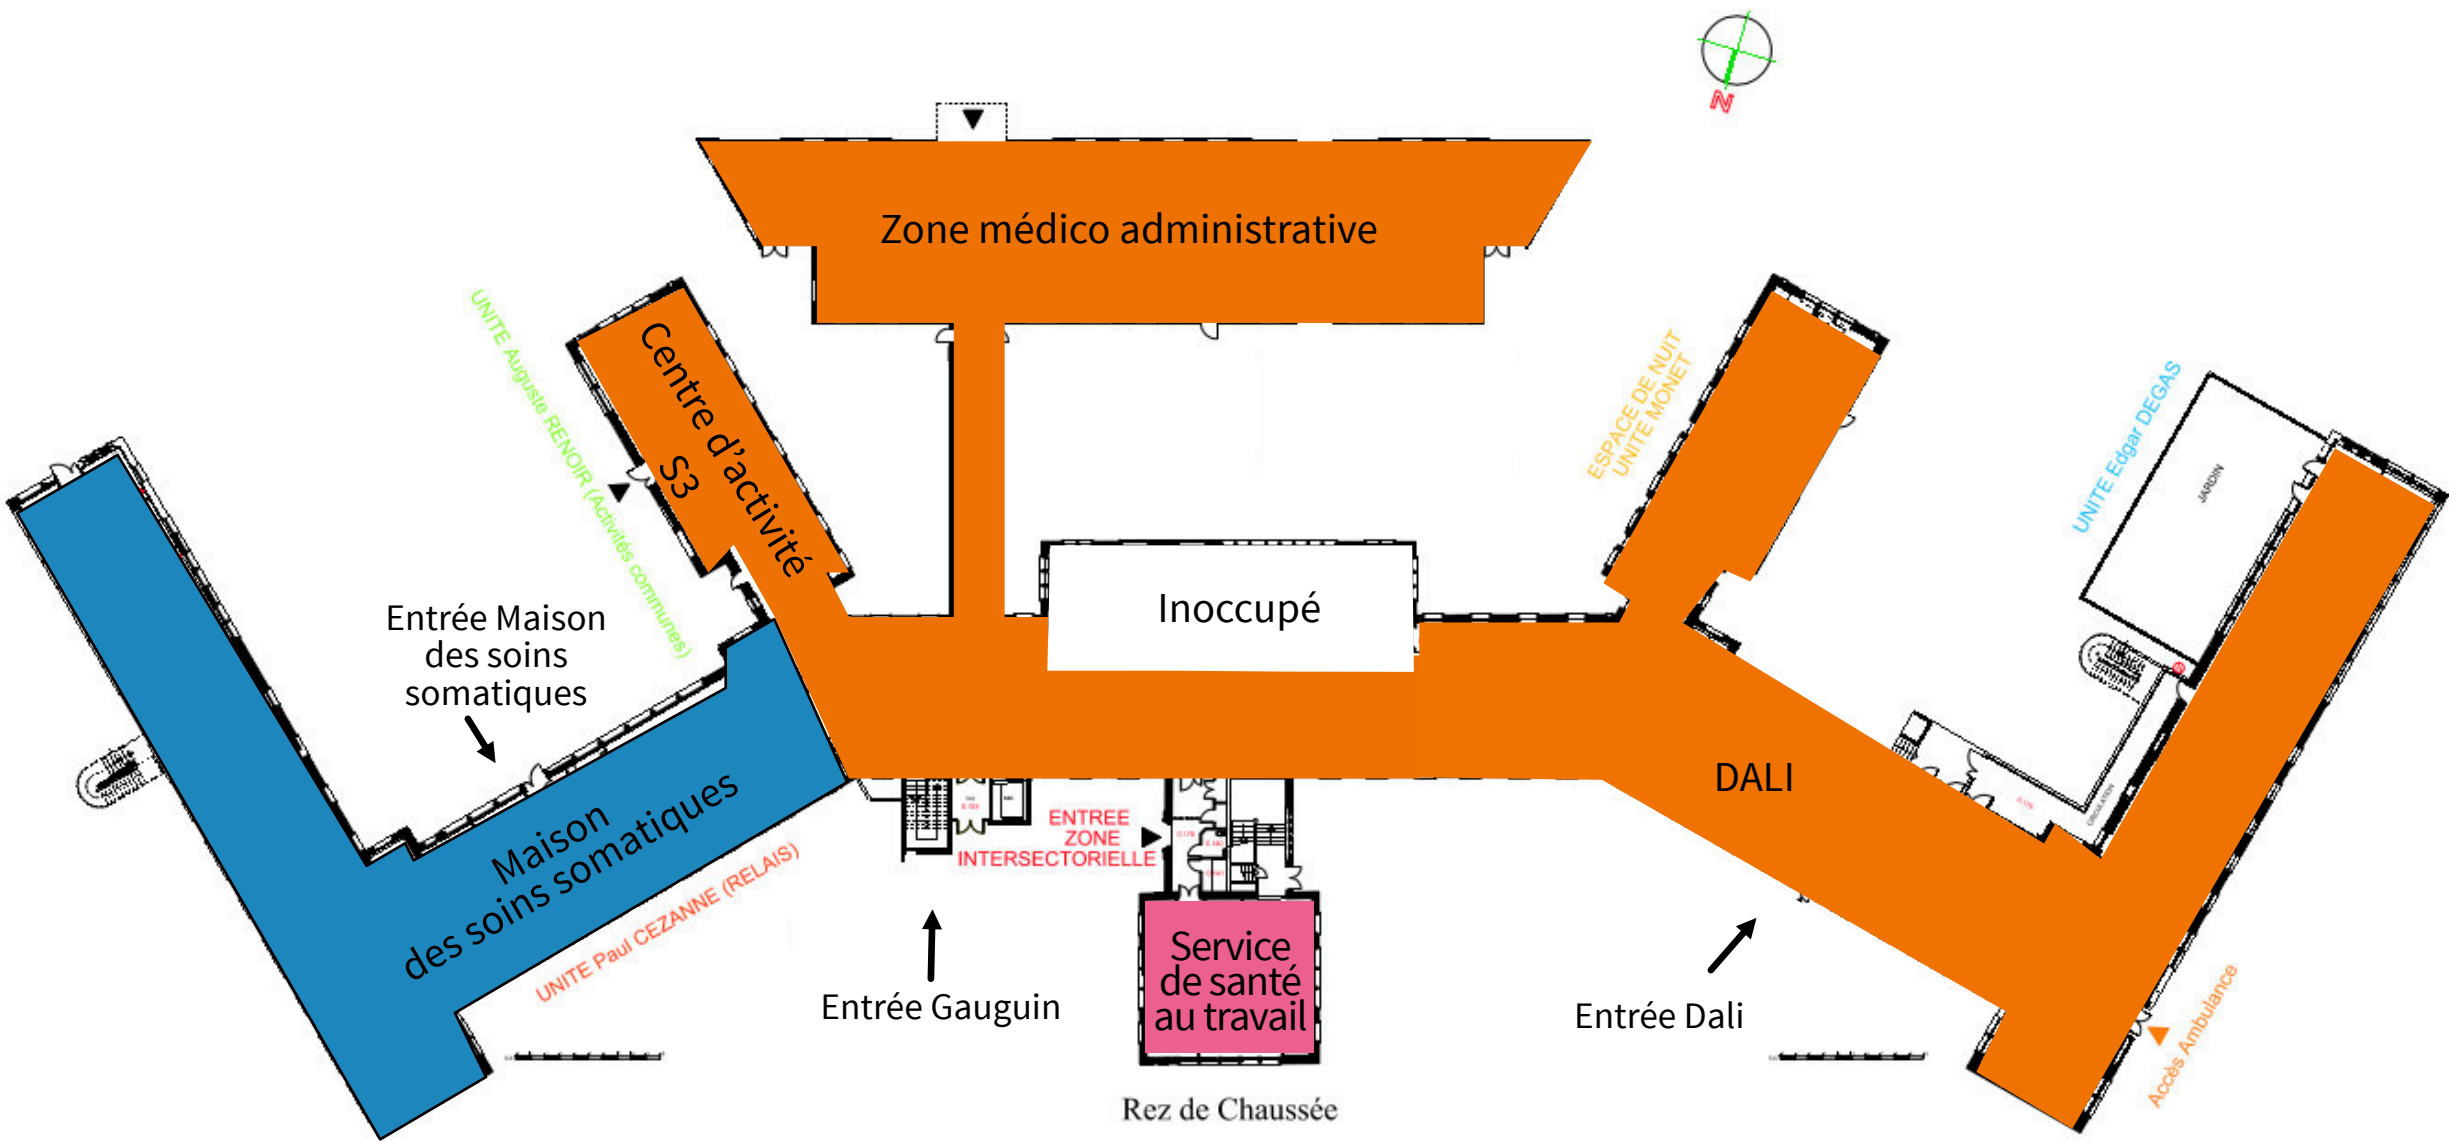 N
Zone médico administrative
UNITE Auguste RENOIR (Activités communes)
Centre d'activité
S3
ESPACE DE NUIT
UNITE MONET
UNITE Edgar DEGAS
JARDIN
Entrée Maison
des soins
somatiques
Inoccupé
DALI
CIRCULATION
Maison
des soins somatiques
UNITE Paul CEZANNE (RELAIS)
ENTREE
ZONE
INTERSECTORIELLE
Entrée Gauguin
Service
de santé
au travail
Entrée Dali
Accès Ambulance
Rez de Chaussée